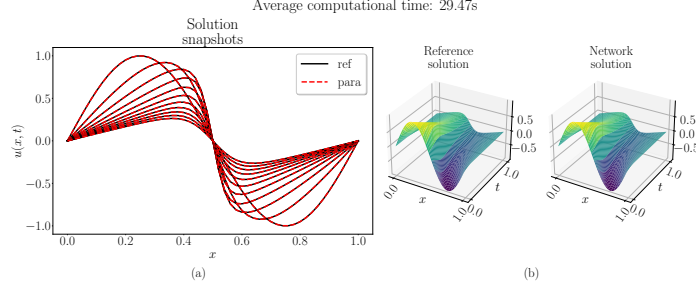 Average computational time: 29.47s
Solution
snapshots
1.0
0.5
0.0
−0.5
−1.0
u(x, t)
0.0
0.2
0.4
0.6
0.8
1.0
x
ref
para
(a)
Reference
solution
0.5
0.0
−0.5
0.0
x
1.0
0.0
t
1.0
Network
solution
0.5
0.0
−0.5
0.0
x
1.0
0.0
t
1.0
(b)